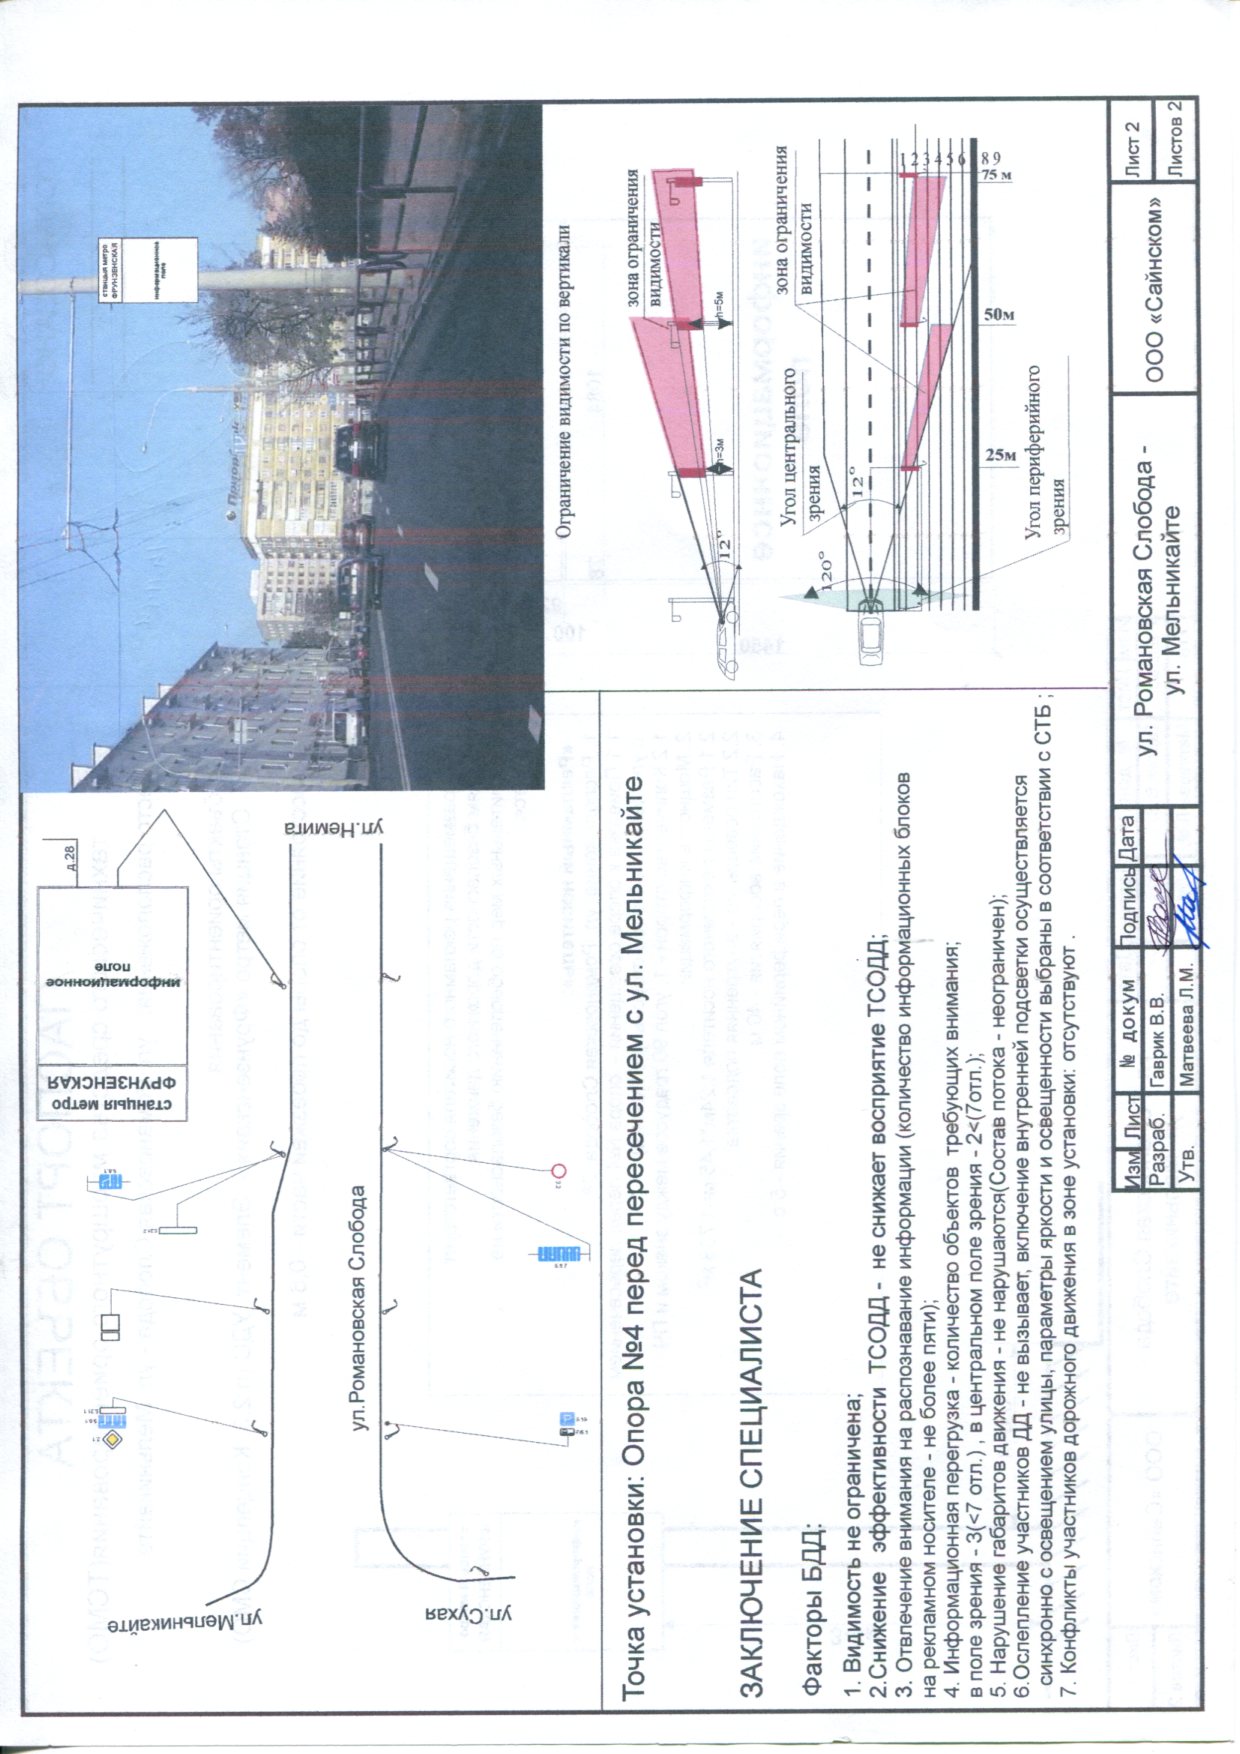 станцыя метро
ФРУНЗЕНСКАЯ
информационное
поле
д.28
ул.Немига
ул.Мельникайте
ул.Сухая
ул.Романовская Слобода
станцыя метро
ФРУНЗЕНСКАЯ
информационное
поле
Ограничение видимости по вертикали
зона ограничения
видимости
h=3м
h=5м
12°
зона ограничения
видимости
Угол центрального
зрения
120°
12°
1 2 3 4 5 6 8 9
25м
50м
75 м
Угол периферийного
зрения
Точка установки: Опора №4 перед пересечением с ул. Мельникайте
ЗАКЛЮЧЕНИЕ СПЕЦИАЛИСТА
Факторы БДД:
1. Видимость не ограничена;
2.Снижение эффективности ТСОДД - не снижает восприятие ТСОДД;
3. Отвлечение внимания на распознавание информации (количество информационных блоков
на рекламном носителе - не более пяти);
4. Информационная перегрузка - количество объектов требующих внимания;
в поле зрения - 3(<7 отл.) , в центральном поле зрения - 2<(7отл.);
5. Нарушение габаритов движения - не нарушаются(Состав потока - неограничен);
6.Ослепление участников ДД - не вызывает, включение внутренней подсветки осуществляется
синхронно с освещением улицы, параметры яркости и освещенности выбраны в соответствии с СТБ ;
7. Конфликты участников дорожного движения в зоне установки: отсутствуют .
Изм Лист № докум Подпись Дата
Разраб. Гаврик В.В.
Утв. Матвеева Л.М.
ул. Романовская Слобода -
ул. Мельникайте
ООО «Сайнском»
Лист 2
Листов 2